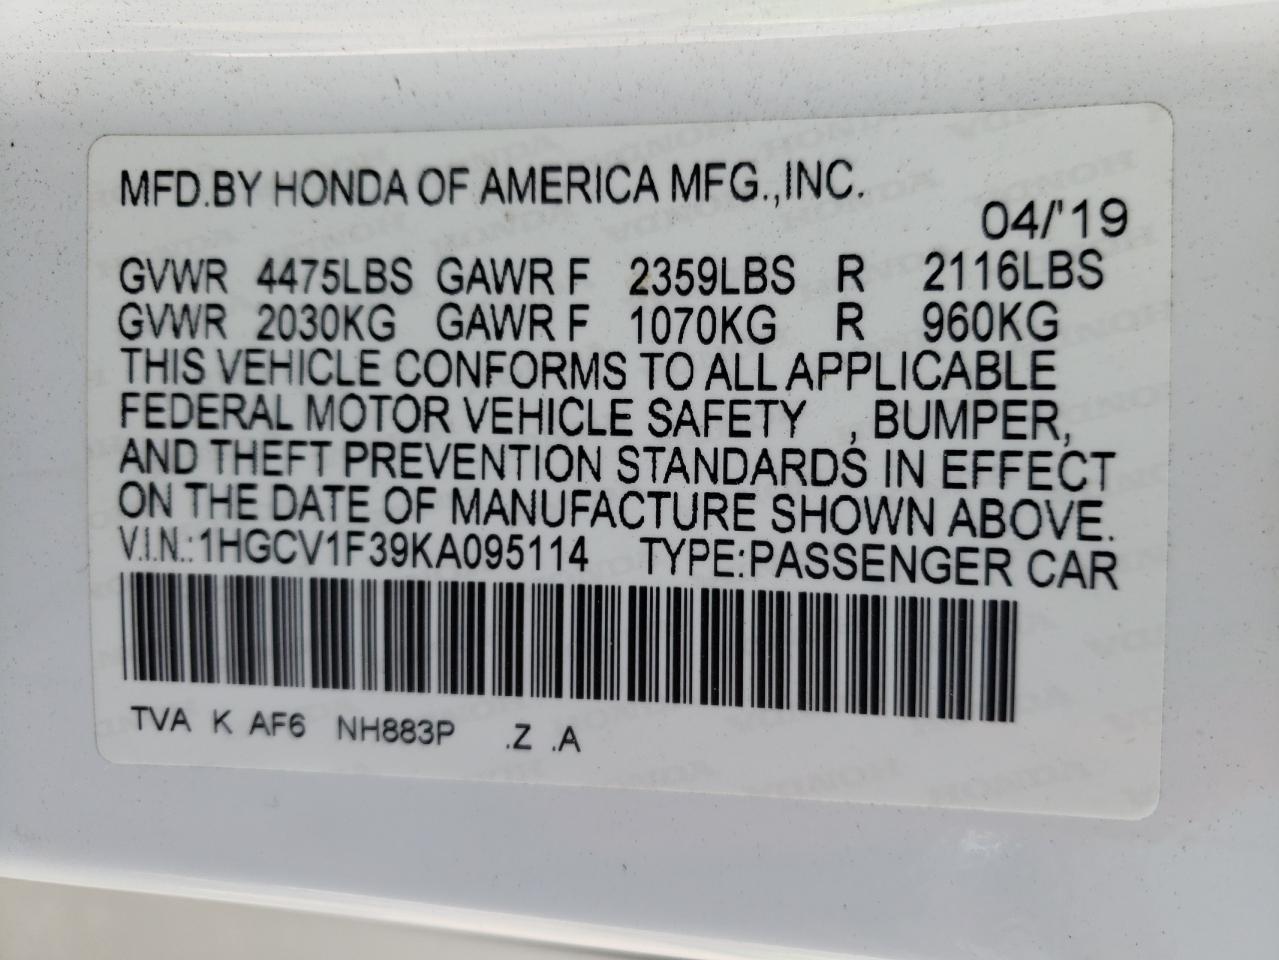 MFD.BY HONDA OF AMERICA MFG.,INC.
04/'19
GVWR 4475LBS GAWR F 2359LBS R 2116LBS
GVWR 2030KG GAWR F 1070KG R 960KG
THIS VEHICLE CONFORMS TO ALL APPLICABLE
FEDERAL MOTOR VEHICLE SAFETY , BUMPER,
AND THEFT PREVENTION STANDARDS IN EFFECT
ON THE DATE OF MANUFACTURE SHOWN ABOVE.
V.I.N.:1HGCV1F39KA095114 TYPE:PASSENGER CAR
TVA K AF6 NH883P .Z .A